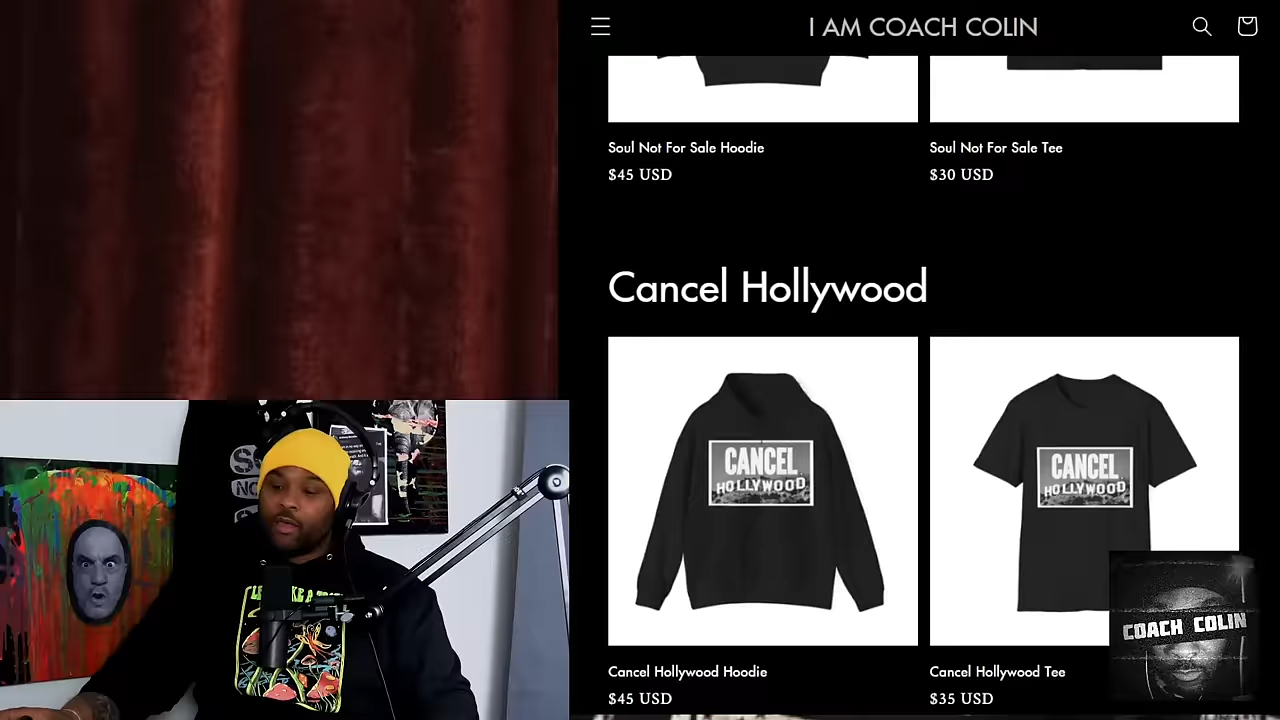 I AM COACH COLIN
Soul Not For Sale Hoodie
$45 USD
Soul Not For Sale Tee
$30 USD
Cancel Hollywood
CANCEL
HOLLYWOOD
CANCEL
HOLLYWOOD
Cancel Hollywood Hoodie
$45 USD
Cancel Hollywood Tee
$35 USD
COACH COLIN